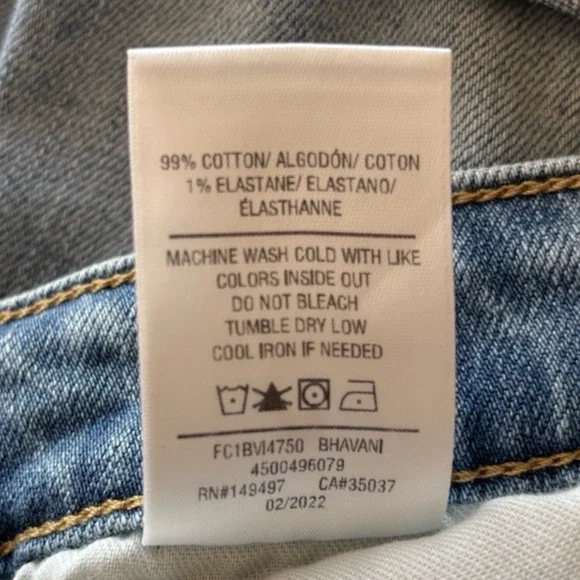 99% COTTON/ ALGODÓN/ COTON
1% ELASTANE/ ELASTANO/
ÉLASTHANNE
MACHINE WASH COLD WITH LIKE
COLORS INSIDE OUT
DO NOT BLEACH
TUMBLE DRY LOW
COOL IRON IF NEEDED
FC1BVI4750 BHAVANI
4500496079
RN#149497 CA#35037
02/2022